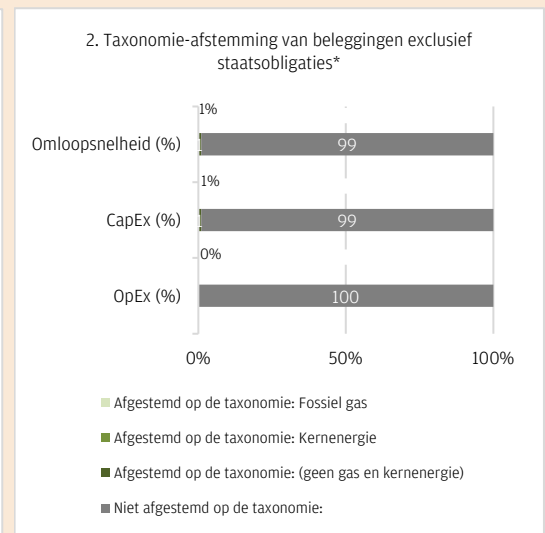 2. Taxonomie-afstemming van beleggingen exclusief
staatsobligaties*
1%
Omloopsnelheid (%) 1 99
1%
CapEx (%) 1 99
0%
OpEx (%) 100
0% 50% 100%
Afgestemd op de taxonomie: Fossiel gas
Afgestemd op de taxonomie: Kernenergie
Afgestemd op de taxonomie: (geen gas en kernenergie)
Niet afgestemd op de taxonomie: